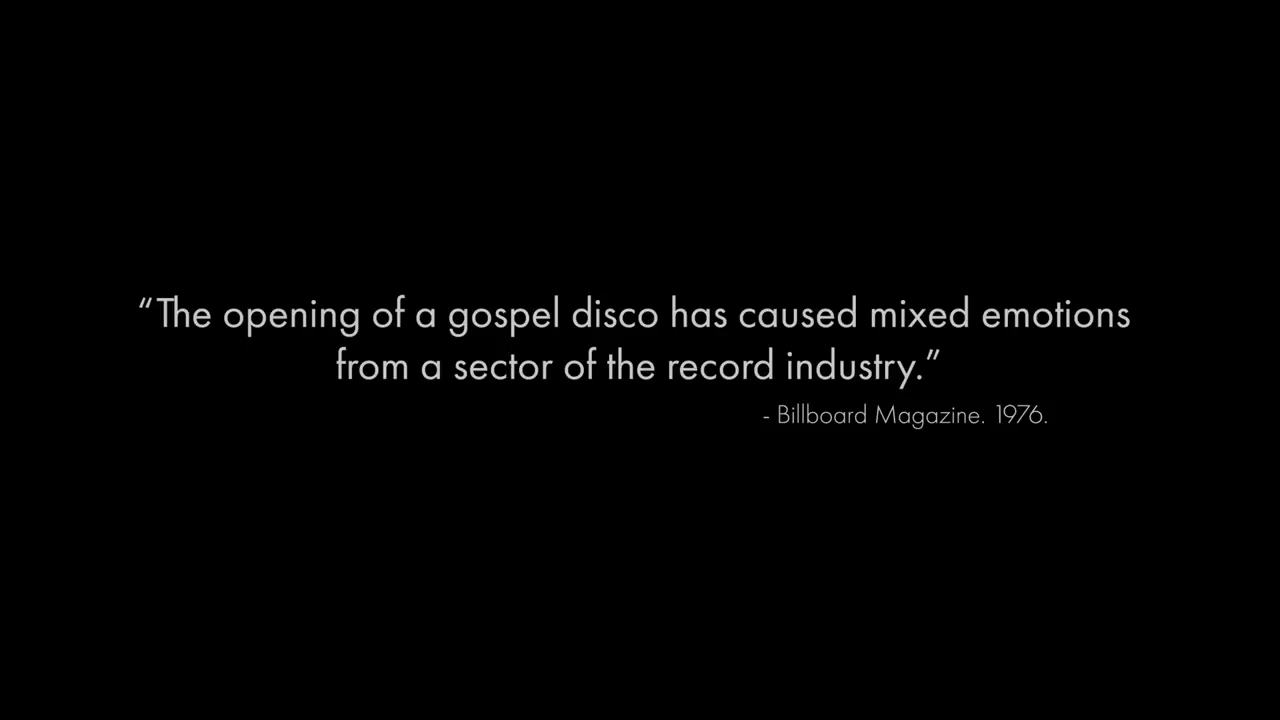 “The opening of a gospel disco has caused mixed emotions
from a sector of the record industry.”
- Billboard Magazine. 1976.